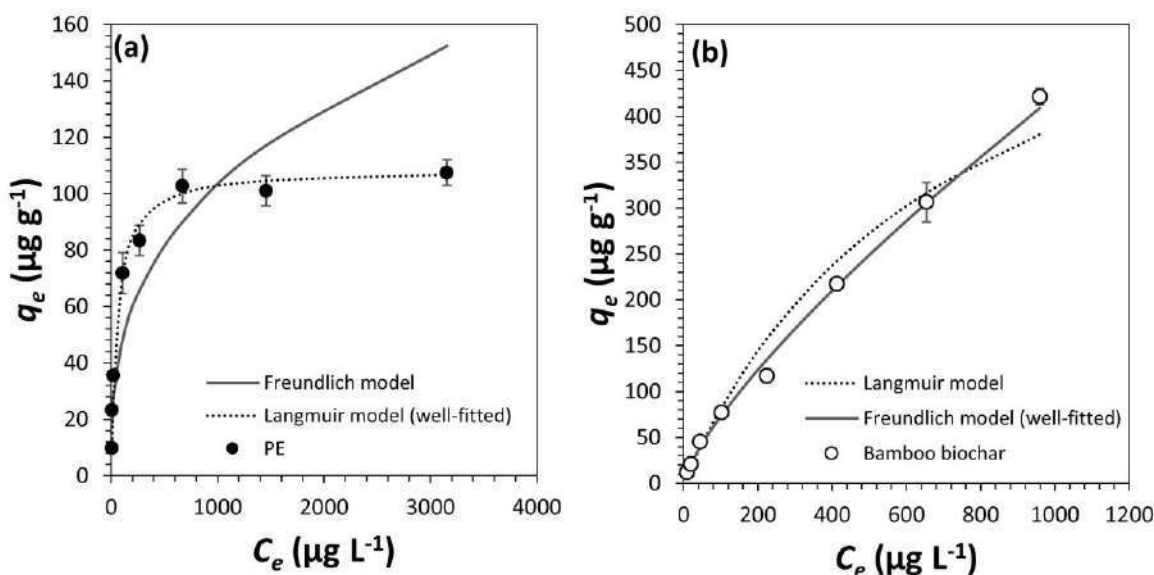 (a)
160
140
120
100
80
60
40
20
0
qe (µg g-1)
Freundlich model
Langmuir model (well-fitted)
PE
0 1000 2000 3000 4000
Ce (µg L-1)
(b)
500
450
400
350
300
250
200
150
100
50
0
qe (µg g-1)
Langmuir model
Freundlich model (well-fitted)
Bamboo biochar
0 200 400 600 800 1000 1200
Ce (µg L-1)